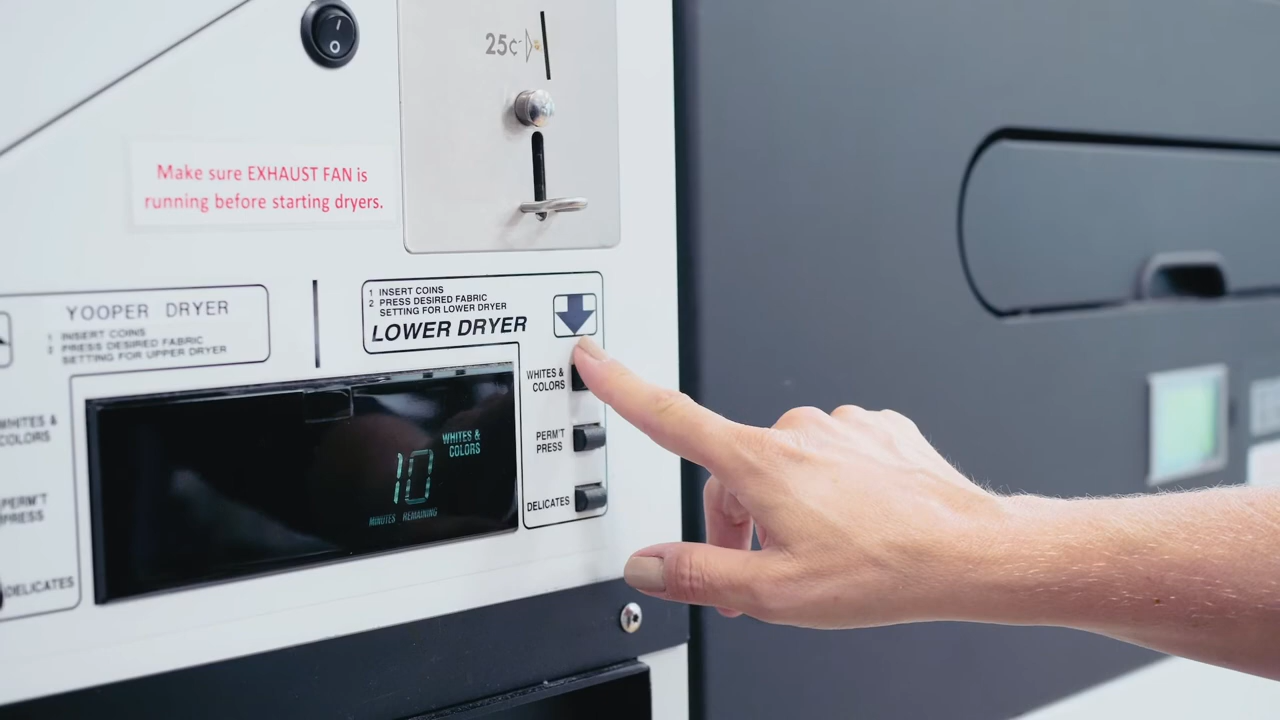 25¢
Make sure EXHAUST FAN is
running before starting dryers.
YOOPER DRYER
1 INSERT COINS
2 PRESS DESIRED FABRIC
SETTING FOR UPPER DRYER
1 INSERT COINS
2 PRESS DESIRED FABRIC
SETTING FOR LOWER DRYER
LOWER DRYER
WHITES &
COLORS
PERM'T
PRESS
DELICATES
WHITES &
COLORS
10
MINUTES REMAINING
WHITES &
COLORS
PERM'T
PRESS
DELICATES